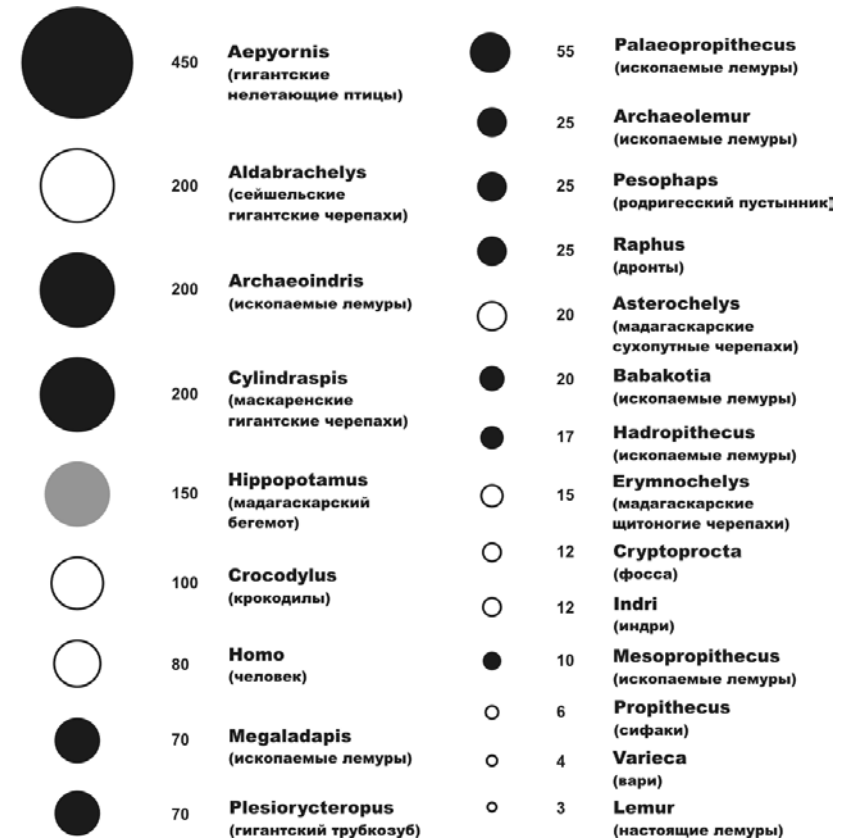 450 Aepyornis
(гигантские
нелетающие птицы)
200 Aldabrachelys
(сейшельские
гигантские черепахи)
200 Archaeoindris
(ископаемые лемуры)
200 Cylindraspis
(маскаренские
гигантские черепахи)
150 Hippopotamus
(мадагаскарский
бегемот)
100 Crocodylus
(крокодилы)
80 Homo
(человек)
70 Megaladapis
(ископаемые лемуры)
70 Plesiorycteropus
(гигантский трубкозуб)
55 Palaeopropithecus
(ископаемые лемуры)
25 Archaeolemur
(ископаемые лемуры)
25 Pesophaps
(родригесский пустынник)
25 Raphus
(дронты)
20 Asterochelys
(мадагаскарские
сухопутные черепахи)
20 Babakotia
(ископаемые лемуры)
17 Hadropithecus
(ископаемые лемуры)
15 Erymnochelys
(мадагаскарские
щитоногие черепахи)
12 Cryptoprocta
(фосса)
12 Indri
(индри)
10 Mesopropithecus
(ископаемые лемуры)
6 Propithecus
(сифаки)
4 Varieca
(вари)
3 Lemur
(настоящие лемуры)